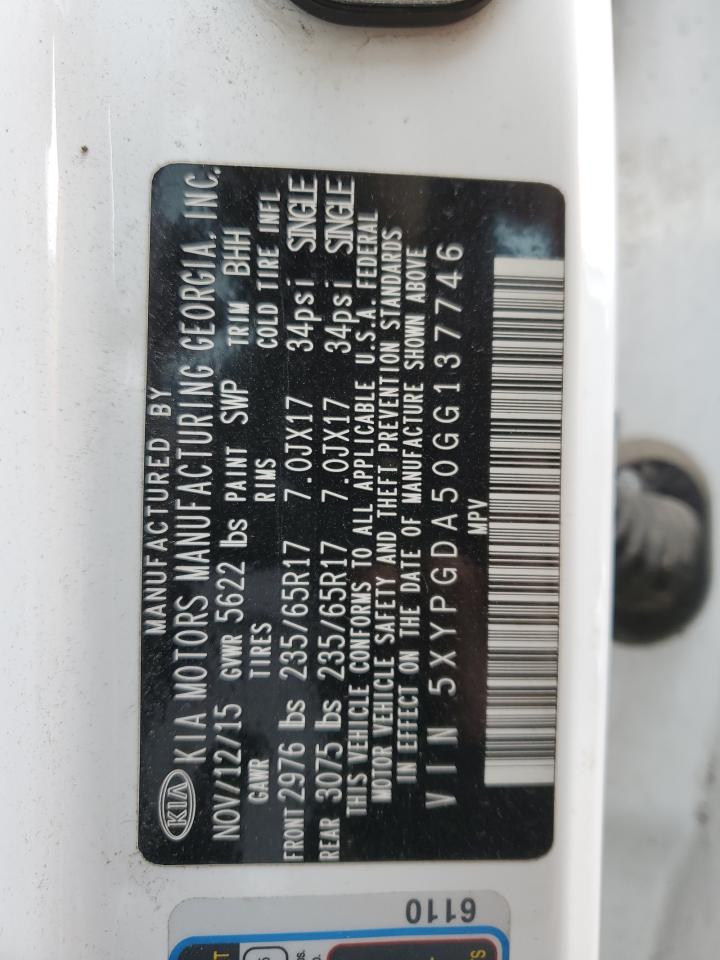 MANUFACTURED BY
KIA KIA MOTORS MANUFACTURING GEORGIA, INC.
NOV/12/15 GVWR 5622 lbs PAINT SWP TRIM BHH
GAWR TIRES RIMS COLD TIRE INFL
FRONT 2976 lbs 235/65R17 7.0JX17 34psi SINGLE
REAR 3075 lbs 235/65R17 7.0JX17 34psi SINGLE
THIS VEHICLE CONFORMS TO ALL APPLICABLE U.S.A. FEDERAL
MOTOR VEHICLE SAFETY AND THEFT PREVENTION STANDARDS
IN EFFECT ON THE DATE OF MANUFACTURE SHOWN ABOVE
VIN 5XYPGDA50GG137746
MPV
6110